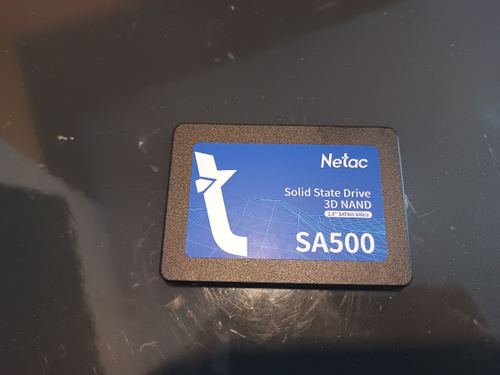 Netac
Solid State Drive
3D NAND
2.5" SATAIII 6Gb/s
SA500